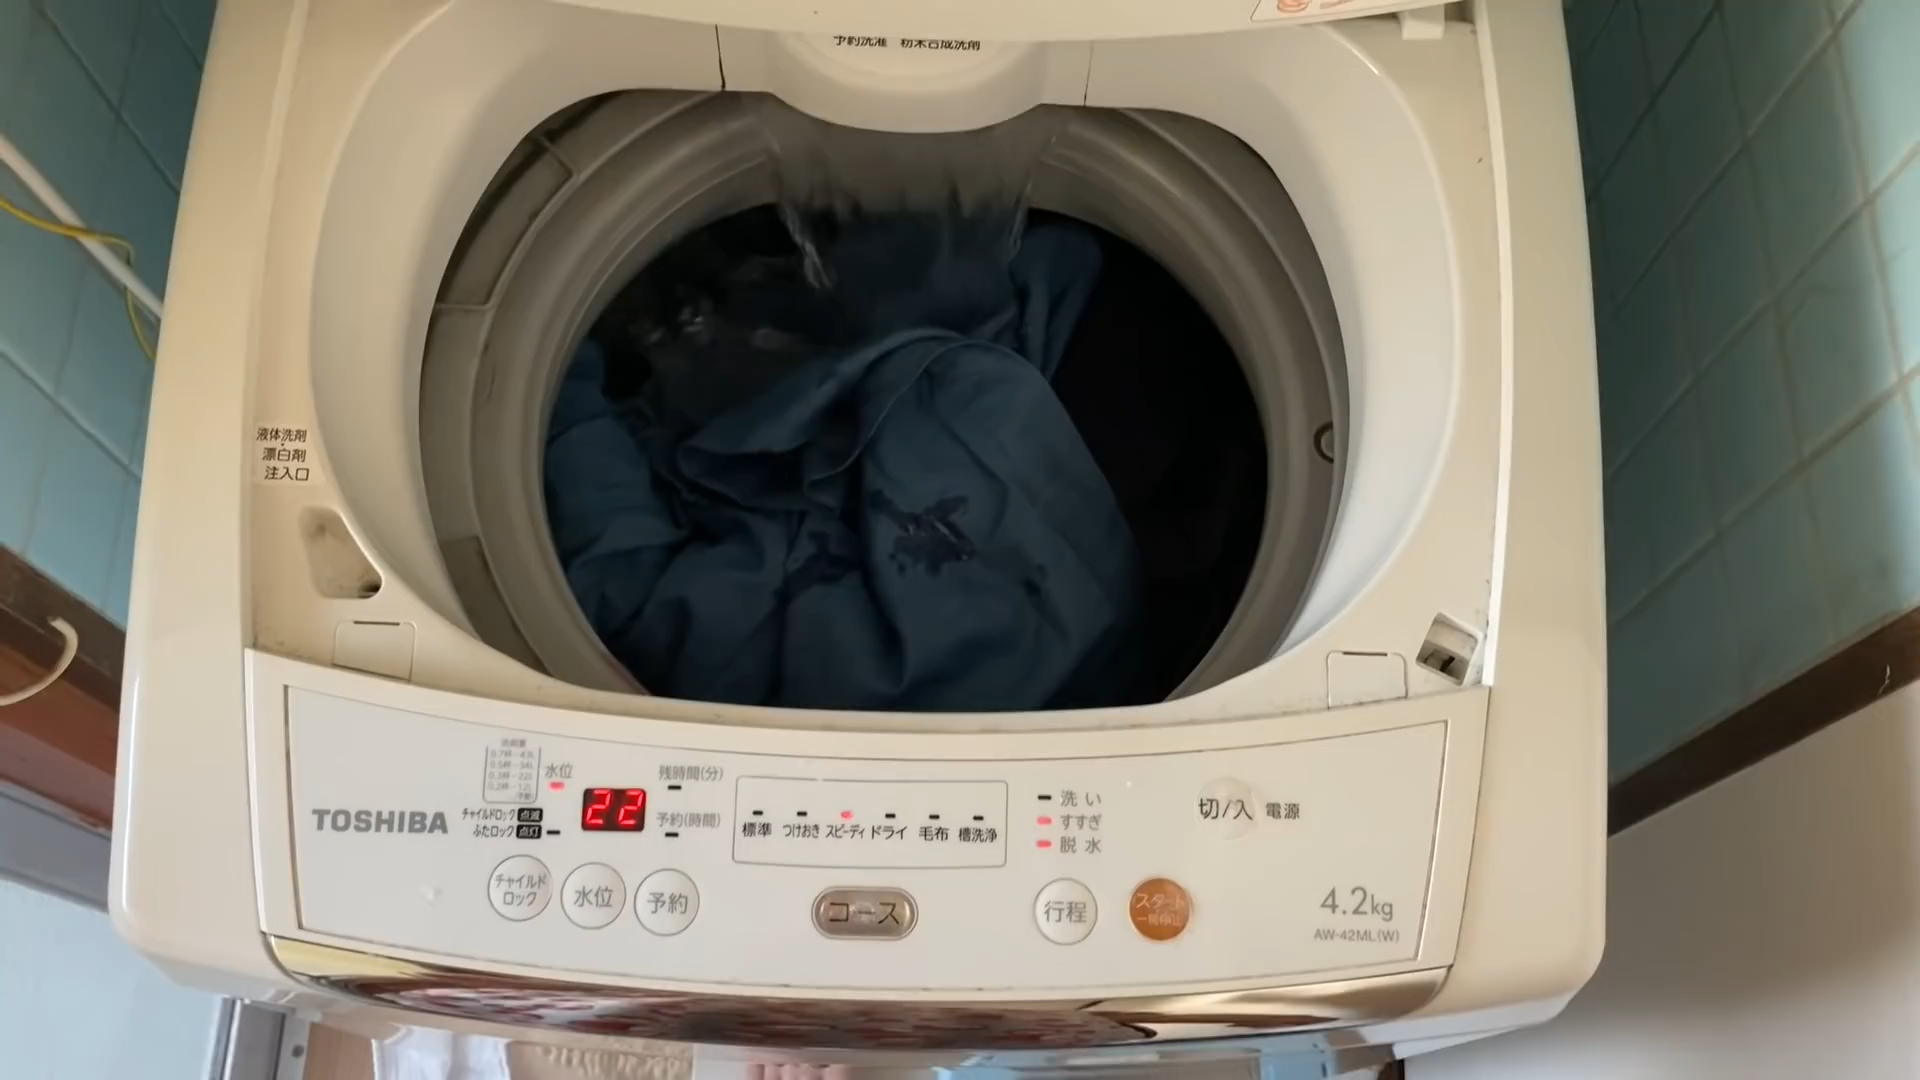 予約洗濯 粉末合成洗剤
液体洗剤
漂白剤
注入口
水位
残時間(分)
22
TOSHIBA
チャイルドロック 点滅
ふたロック 点灯
予約(時間)
標準 つけおき スピーディ ドライ 毛布 槽洗浄
洗い
すすぎ
脱水
切/入 電源
チャイルド
ロック
水位
予約
コース
行程
スタート
一時停止
4.2kg
AW-42ML(W)